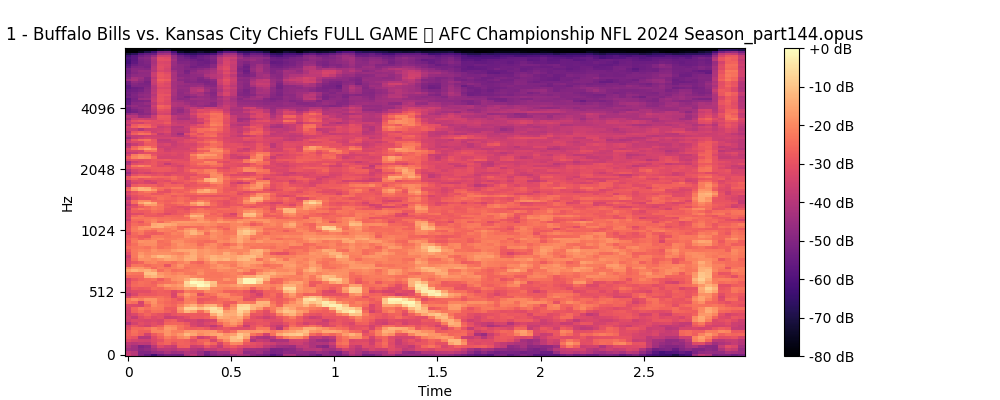 1 - Buffalo Bills vs. Kansas City Chiefs FULL GAME ▯ AFC Championship NFL 2024 Season_part144.opus
+0 dB
-10 dB
-20 dB
-30 dB
-40 dB
-50 dB
-60 dB
-70 dB
-80 dB
4096
2048
1024
512
0
Hz
0
0.5
1
1.5
2
2.5
Time